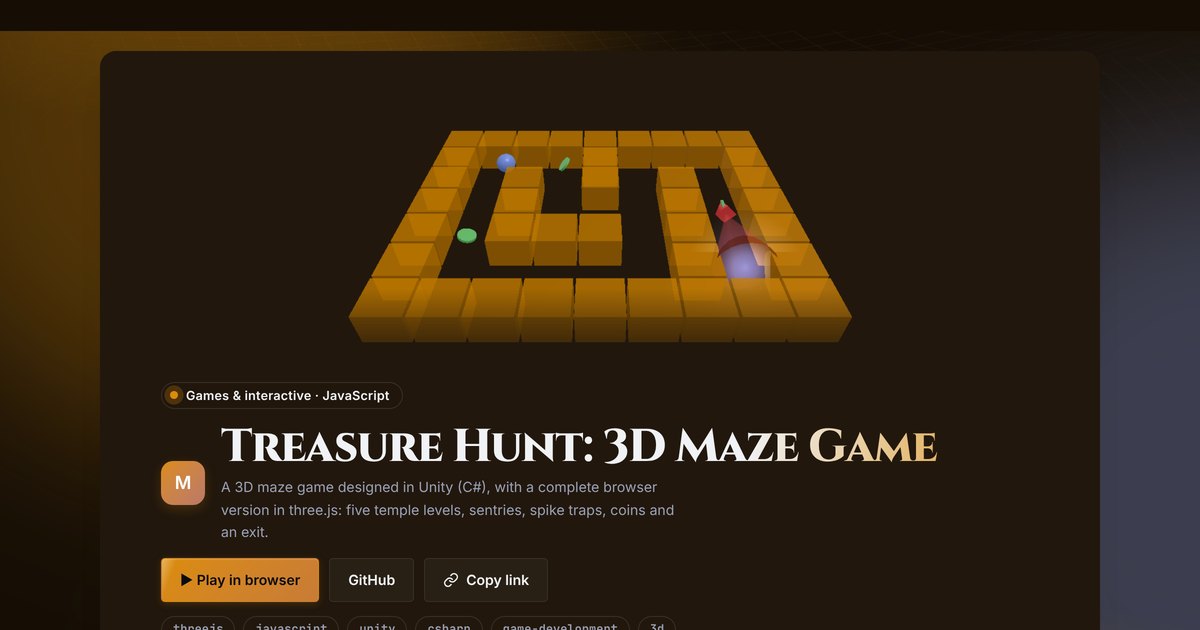 Games & interactive · JavaScript
Treasure Hunt: 3D Maze Game
M
A 3D maze game designed in Unity (C#), with a complete browser
version in three.js: five temple levels, sentries, spike traps, coins and
an exit.
▶ Play in browser
GitHub
Copy link
threejs
javascript
unity
csharp
game-development
3d